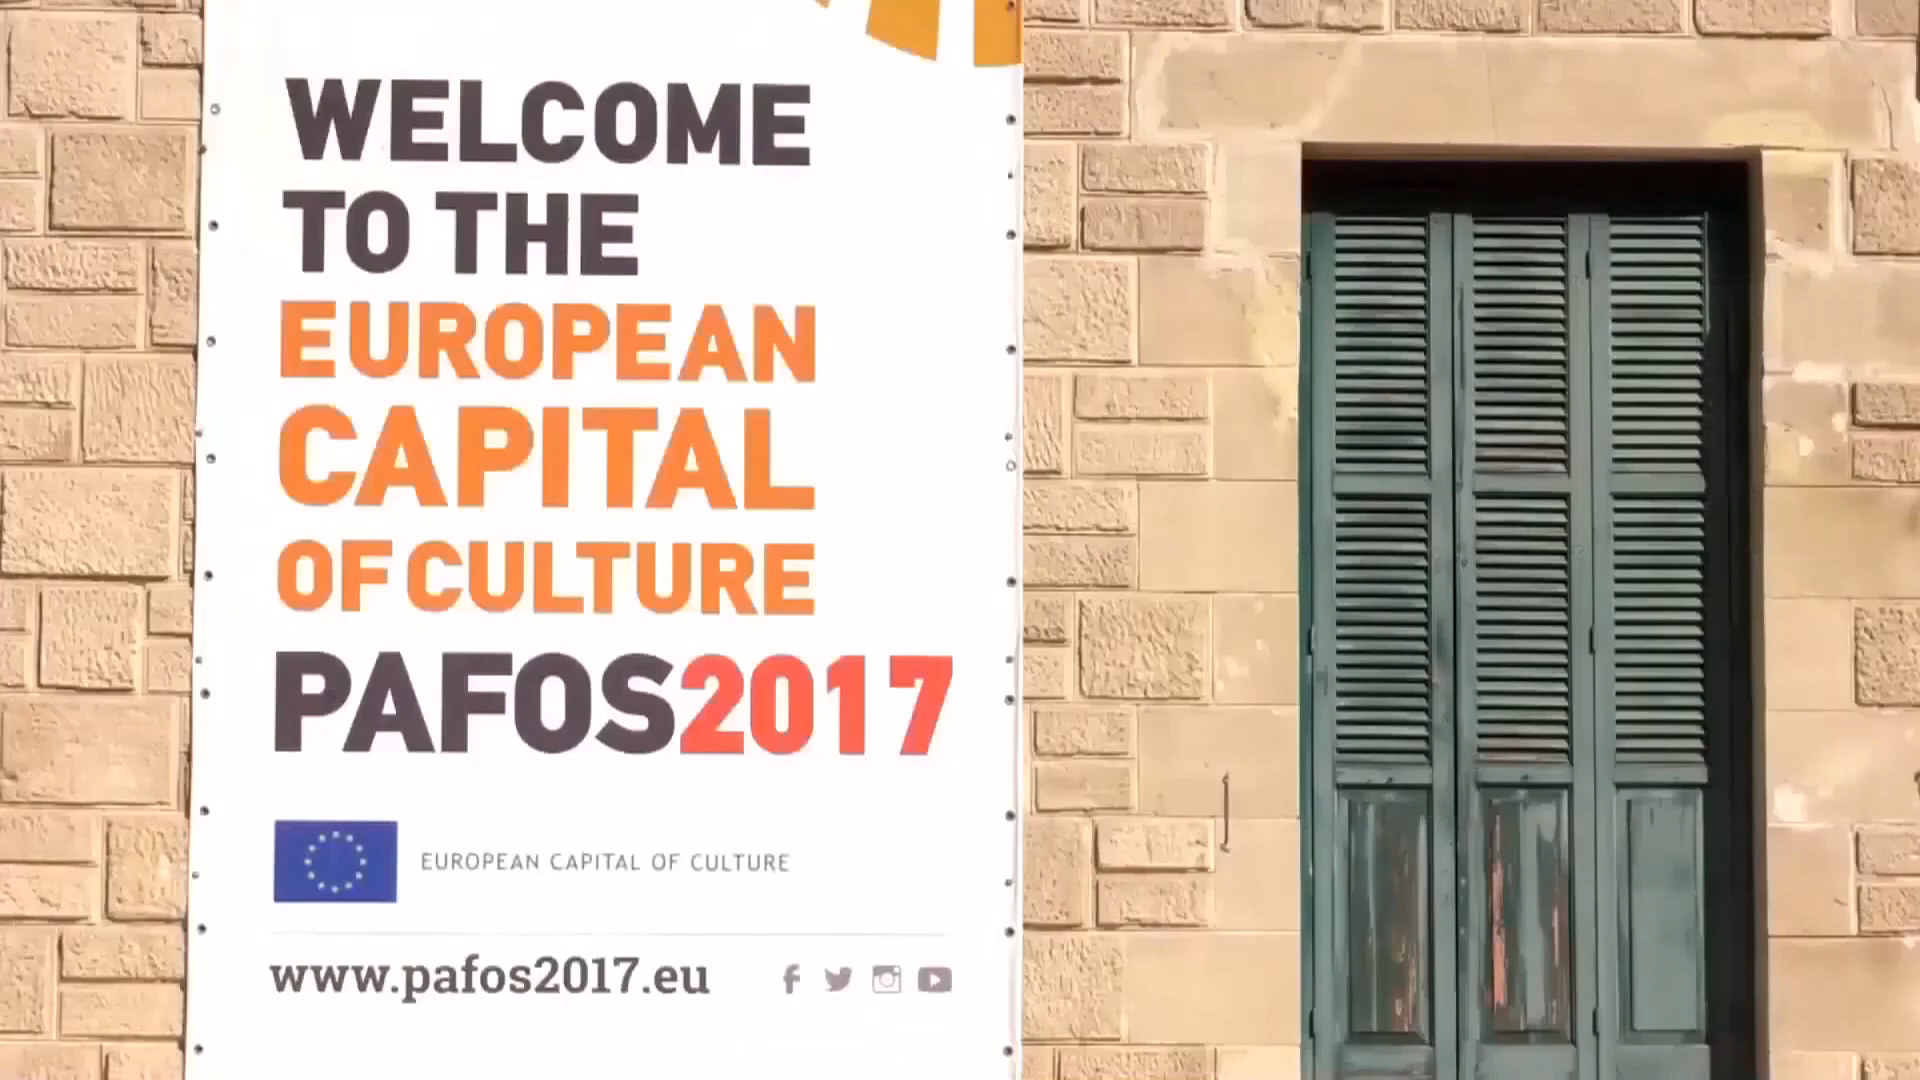 WELCOME
TO THE
EUROPEAN
CAPITAL
OF CULTURE
PAFOS2017
EUROPEAN CAPITAL OF CULTURE
www.pafos2017.eu